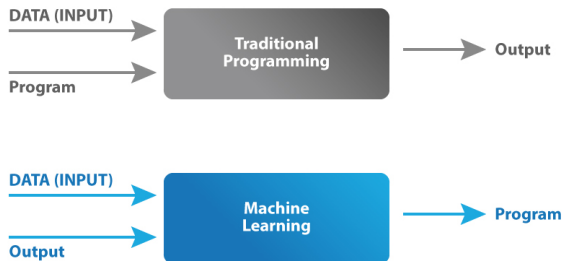 DATA (INPUT)
Traditional
Programming
Output
Program
DATA (INPUT)
Machine
Learning
Program
Output